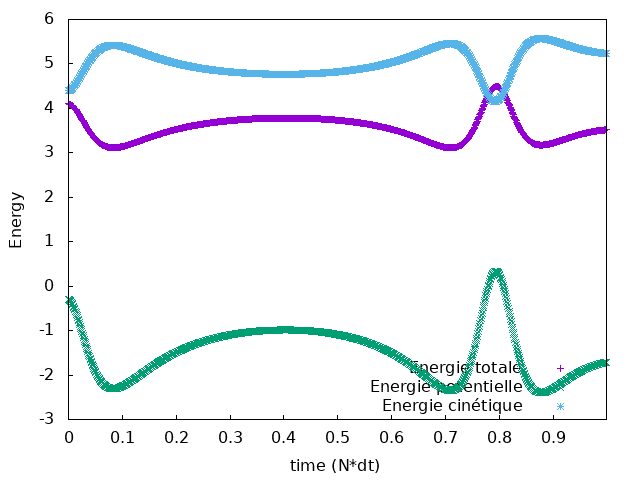 6
5
4
3
2
1
0
-1
-2
-3
Energy
Energie totale
Energie potentielle
Energie cinétique
0 0.1 0.2 0.3 0.4 0.5 0.6 0.7 0.8 0.9
time (N*dt)